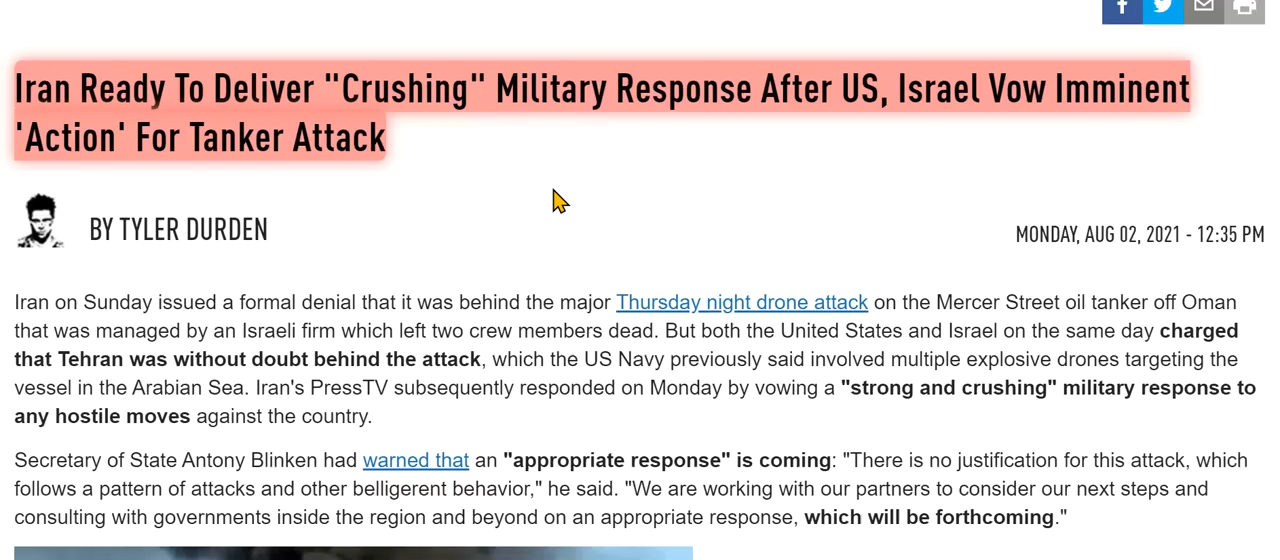 Iran Ready To Deliver "Crushing" Military Response After US, Israel Vow Imminent
'Action' For Tanker Attack
BY TYLER DURDEN
MONDAY, AUG 02, 2021 - 12:35 PM
Iran on Sunday issued a formal denial that it was behind the major Thursday night drone attack on the Mercer Street oil tanker off Oman
that was managed by an Israeli firm which left two crew members dead. But both the United States and Israel on the same day charged
that Tehran was without doubt behind the attack, which the US Navy previously said involved multiple explosive drones targeting the
vessel in the Arabian Sea. Iran's PressTV subsequently responded on Monday by vowing a "strong and crushing" military response to
any hostile moves against the country.
Secretary of State Antony Blinken had warned that an "appropriate response" is coming: "There is no justification for this attack, which
follows a pattern of attacks and other belligerent behavior," he said. "We are working with our partners to consider our next steps and
consulting with governments inside the region and beyond on an appropriate response, which will be forthcoming."